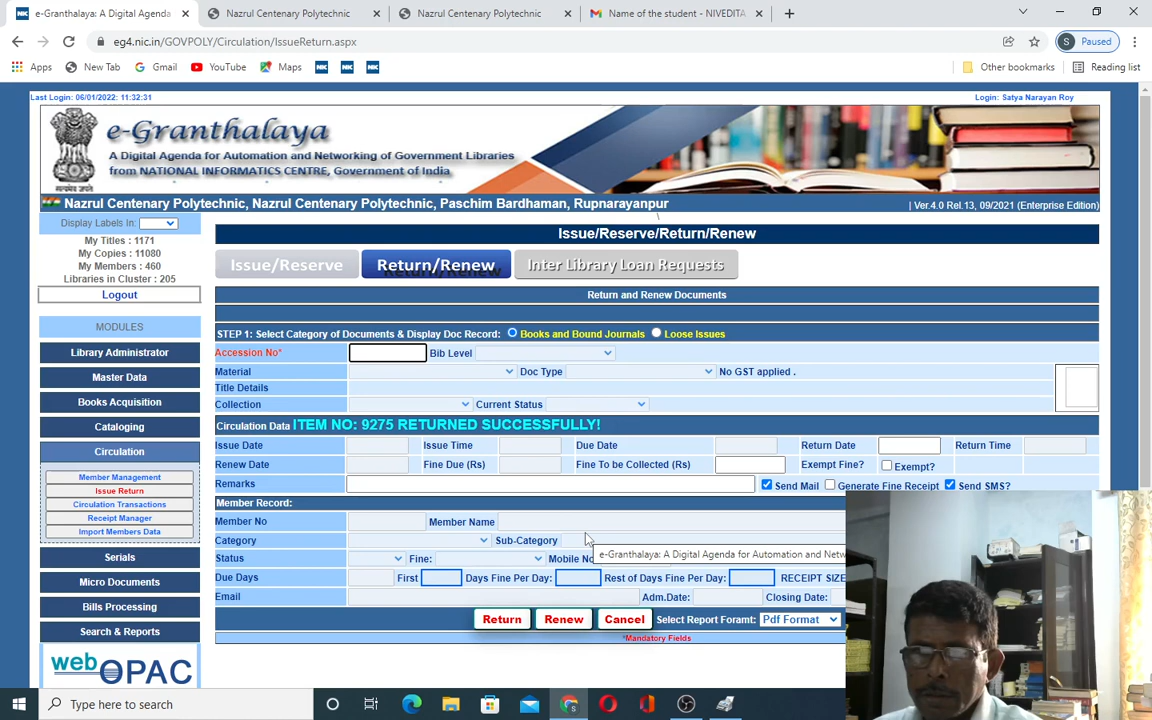 e-Granthalaya: A Digital Agenda
Nazrul Centenary Polytechnic
Nazrul Centenary Polytechnic
Name of the student - NIVEDITA
eg4.nic.in/GOVPOLY/Circulation/IssueReturn.aspx
S Paused
Apps New Tab Gmail YouTube Maps NIC NIC NIC Other bookmarks Reading list
Last Login: 06/01/2022: 11:32:31 Login: Satya Narayan Roy
e-Granthalaya
A Digital Agenda for Automation and Networking of Government Libraries
from NATIONAL INFORMATICS CENTRE, Government of India
Nazrul Centenary Polytechnic, Nazrul Centenary Polytechnic, Paschim Bardhaman, Rupnarayanpur | Ver.4.0 Rel.13, 09/2021 (Enterprise Edition)
Display Labels In:
My Titles : 1171
My Copies : 11080
My Members : 460
Libraries in Cluster : 205
Logout
MODULES
Library Administrator
Master Data
Books Acquisition
Cataloging
Circulation
Member Management
Issue Return
Circulation Transactions
Receipt Manager
Import Members Data
Serials
Micro Documents
Bills Processing
Search & Reports
web OPAC
Issue/Reserve/Return/Renew
Issue/Reserve Return/Renew Inter Library Loan Requests
Return and Renew Documents
STEP 1: Select Category of Documents & Display Doc Record: Books and Bound Journals Loose Issues
Accession No* Bib Level
Material Doc Type No GST applied .
Title Details
Collection Current Status
Circulation Data ITEM NO: 9275 RETURNED SUCCESSFULLY!
Issue Date Issue Time Due Date Return Date Return Time
Renew Date Fine Due (Rs) Fine To be Collected (Rs) Exempt Fine? Exempt?
Remarks Send Mail Generate Fine Receipt Send SMS?
Member Record:
Member No Member Name
Category Sub-Category
e-Granthalaya: A Digital Agenda for Automation and Netw
Status Fine: Mobile No
Due Days First Days Fine Per Day: Rest of Days Fine Per Day: RECEIPT SIZE
Email Adm.Date: Closing Date:
Return Renew Cancel Select Report Foramt: Pdf Format
*Mandatory Fields
Type here to search